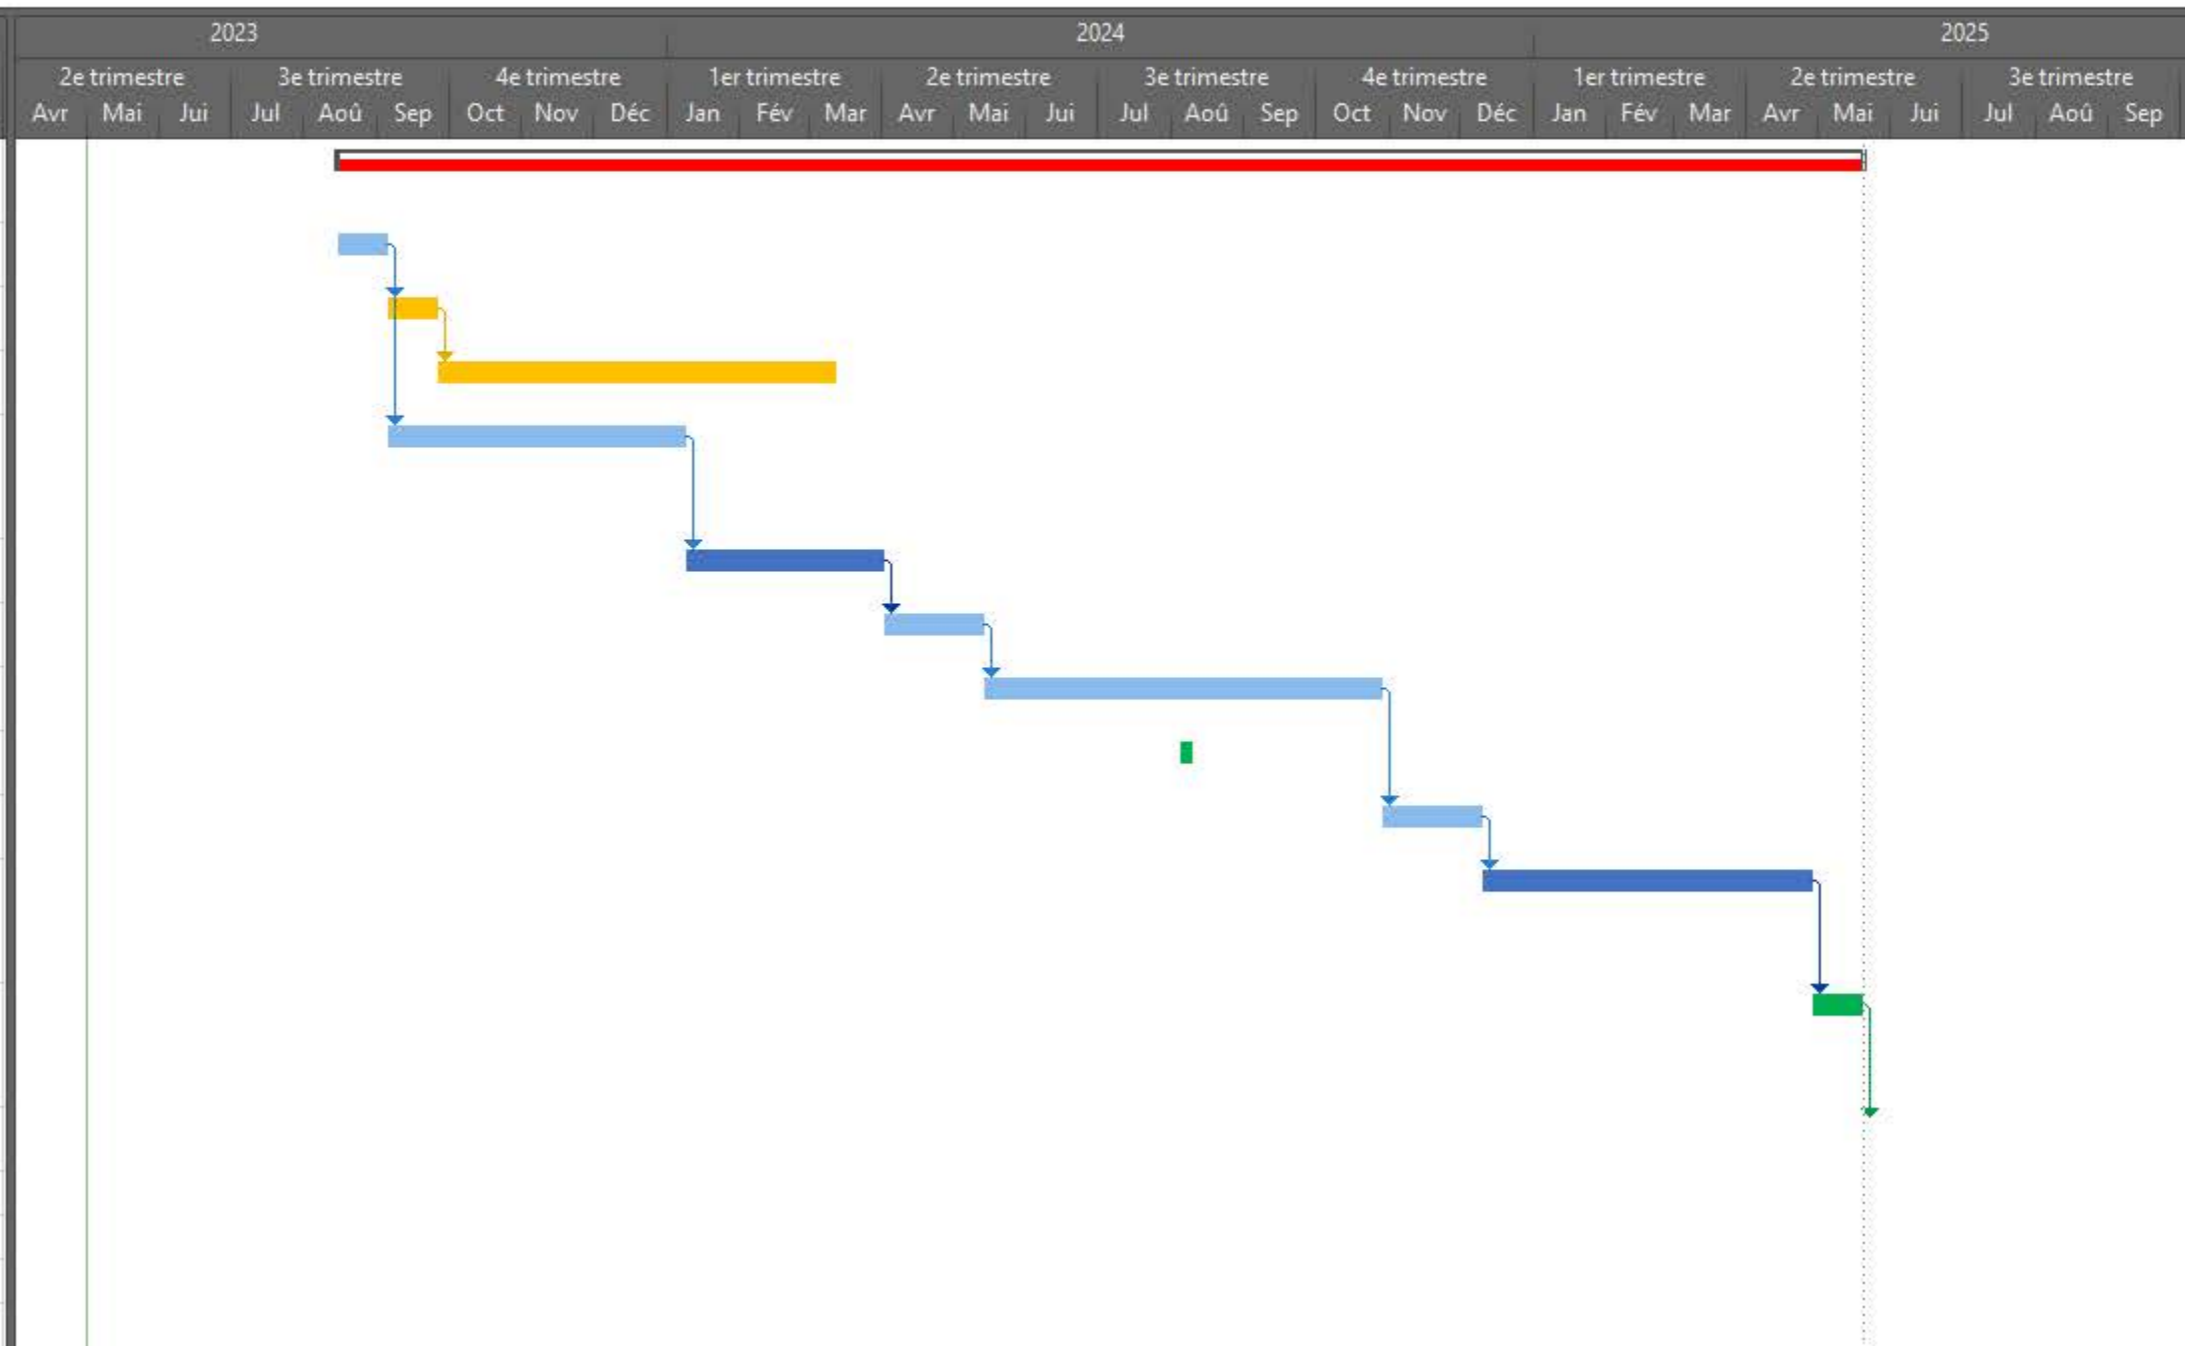 2023 2024 2025
2e trimestre 3e trimestre 4e trimestre 1er trimestre 2e trimestre 3e trimestre 4e trimestre 1er trimestre 2e trimestre 3e trimestre
Avr Mai Jui Jul Aoû Sep Oct Nov Déc Jan Fév Mar Avr Mai Jui Jul Aoû Sep Oct Nov Déc Jan Fév Mar Avr Mai Jui Jul Aoû Sep